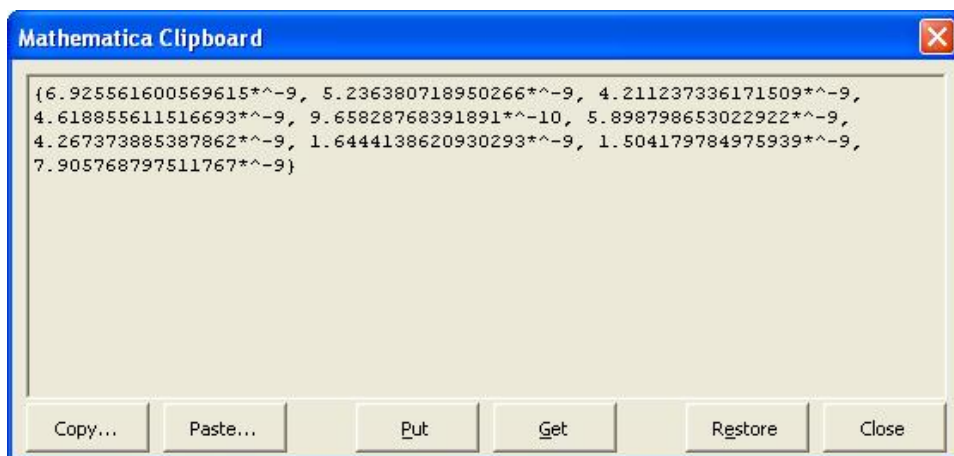 Mathematica Clipboard
{6.925561600569615*^-9, 5.236380718950266*^-9, 4.211237336171509*^-9,
4.618855611516693*^-9, 9.65828768391891*^-10, 5.898798653022922*^-9,
4.267373885387862*^-9, 1.6444138620930293*^-9, 1.504179784975939*^-9,
7.905768797511767*^-9}
Copy... Paste... Put Get Restore Close